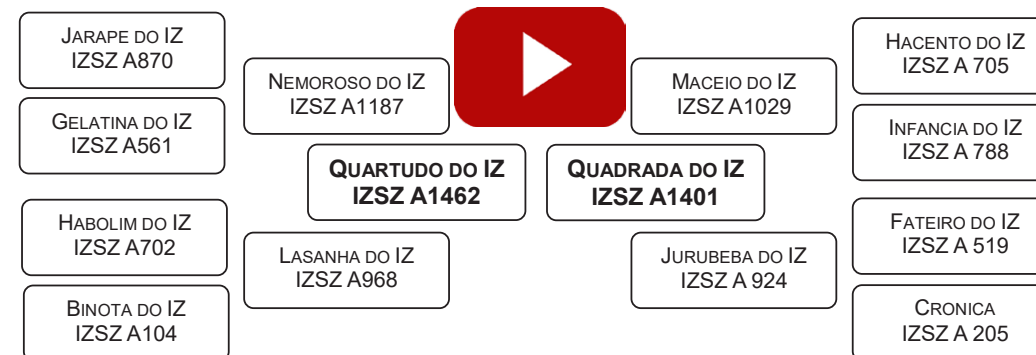 JARAPE DO IZ
IZSZ A870
GELATINA DO IZ
IZSZ A561
HABOLIM DO IZ
IZSZ A702
BINOTA DO IZ
IZSZ A104
NEMOROSO DO IZ
IZSZ A1187
LASANHA DO IZ
IZSZ A968
QUARTUDO DO IZ
IZSZ A1462
QUADRADA DO IZ
IZSZ A1401
MACEIO DO IZ
IZSZ A1029
JURUBEBA DO IZ
IZSZ A 924
HACENTO DO IZ
IZSZ A 705
INFANCIA DO IZ
IZSZ A 788
FATEIRO DO IZ
IZSZ A 519
CRONICA
IZSZ A 205